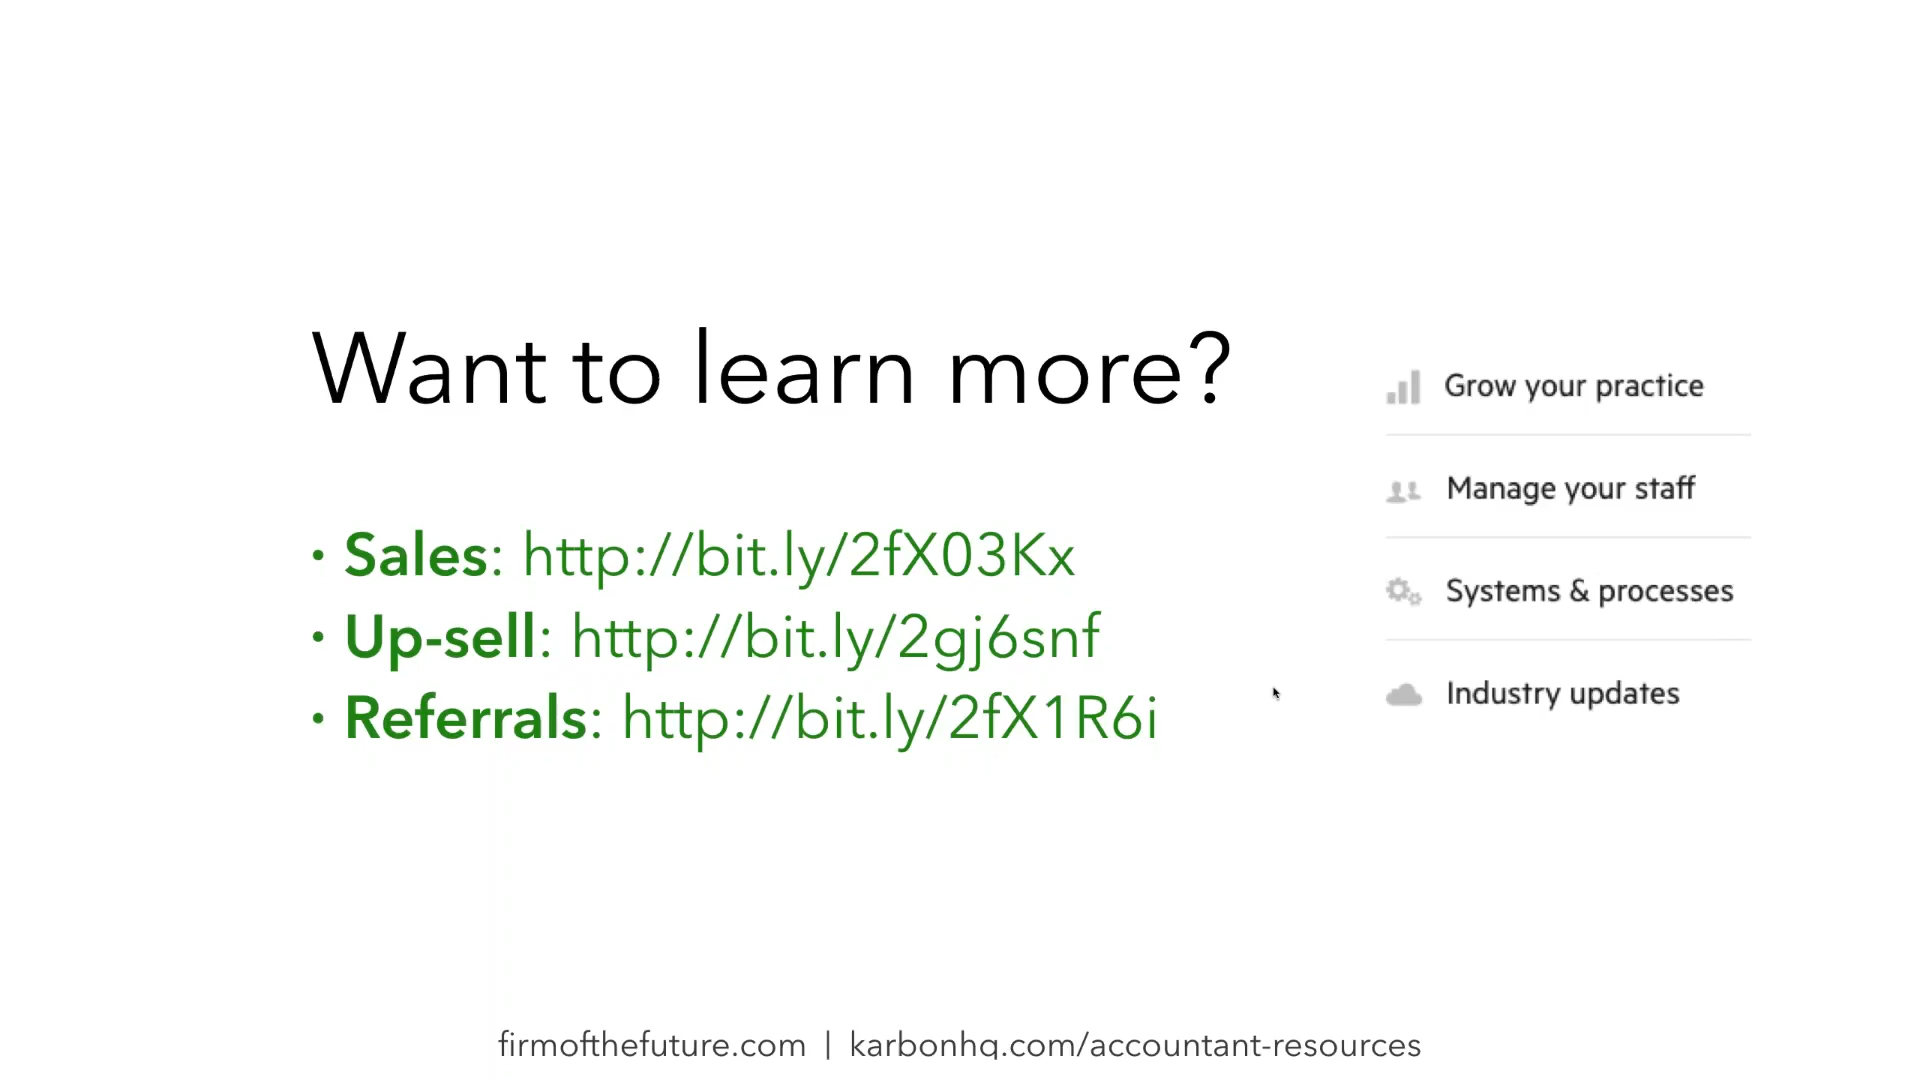 Want to learn more?
• Sales: http://bit.ly/2fX03Kx
• Up-sell: http://bit.ly/2gj6snf
• Referrals: http://bit.ly/2fX1R6i
Grow your practice
Manage your staff
Systems & processes
Industry updates
firmofthefuture.com | karbonhq.com/accountant-resources